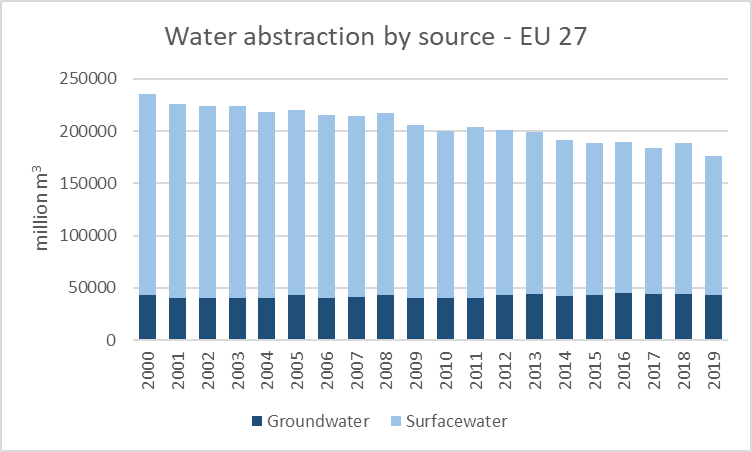 Water abstraction by source - EU 27
million m³
250000
200000
150000
100000
50000
0
2000 2001 2002 2003 2004 2005 2006 2007 2008 2009 2010 2011 2012 2013 2014 2015 2016 2017 2018 2019
Groundwater Surfacewater